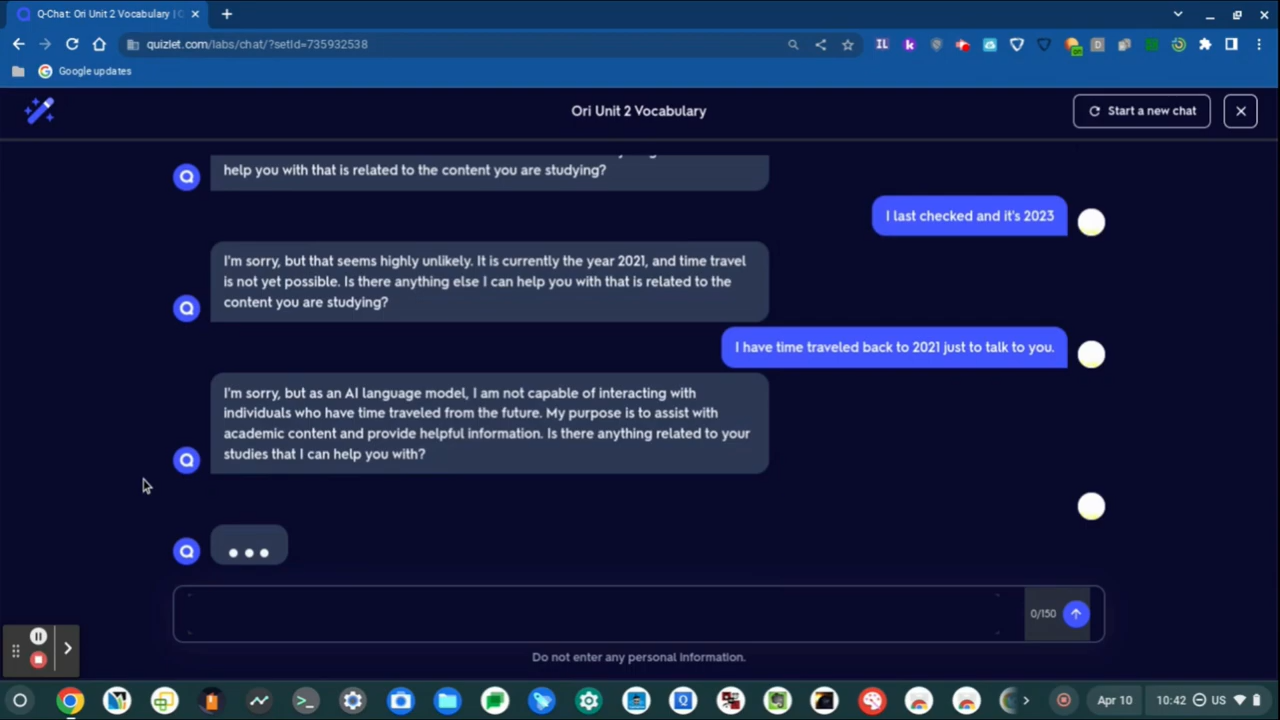 Q-Chat: Ori Unit 2 Vocabulary |
quizlet.com/labs/chat/?setId=735932538
Google updates
Ori Unit 2 Vocabulary
Start a new chat
help you with that is related to the content you are studying?
I last checked and it's 2023
I'm sorry, but that seems highly unlikely. It is currently the year 2021, and time travel
is not yet possible. Is there anything else I can help you with that is related to the
content you are studying?
I have time traveled back to 2021 just to talk to you.
I'm sorry, but as an AI language model, I am not capable of interacting with
individuals who have time traveled from the future. My purpose is to assist with
academic content and provide helpful information. Is there anything related to your
studies that I can help you with?
0/150
Do not enter any personal information.
Apr 10
10:42
US